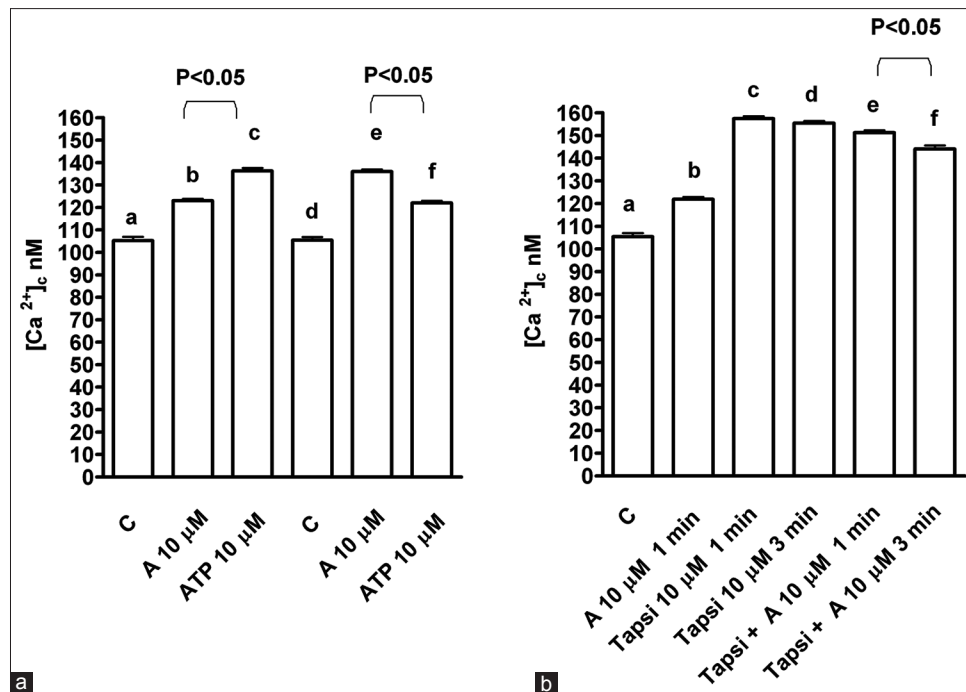 P<0.05
P<0.05
a
b
c
d
e
f
[Ca 2+]c nM
160
150
140
130
120
110
100
90
80
70
60
50
40
30
20
10
0
C
A 10 µM
ATP 10 µM
C
A 10 µM
ATP 10 µM
a
P<0.05
a
b
c
d
e
f
[Ca 2+]c nM
160
150
140
130
120
110
100
90
80
70
60
50
40
30
20
10
0
C
A 10 µM 1 min
Tapsi 10 µM 1 min
Tapsi 10 µM 3 min
Tapsi + A 10 µM 1 min
Tapsi + A 10 µM 3 min
b